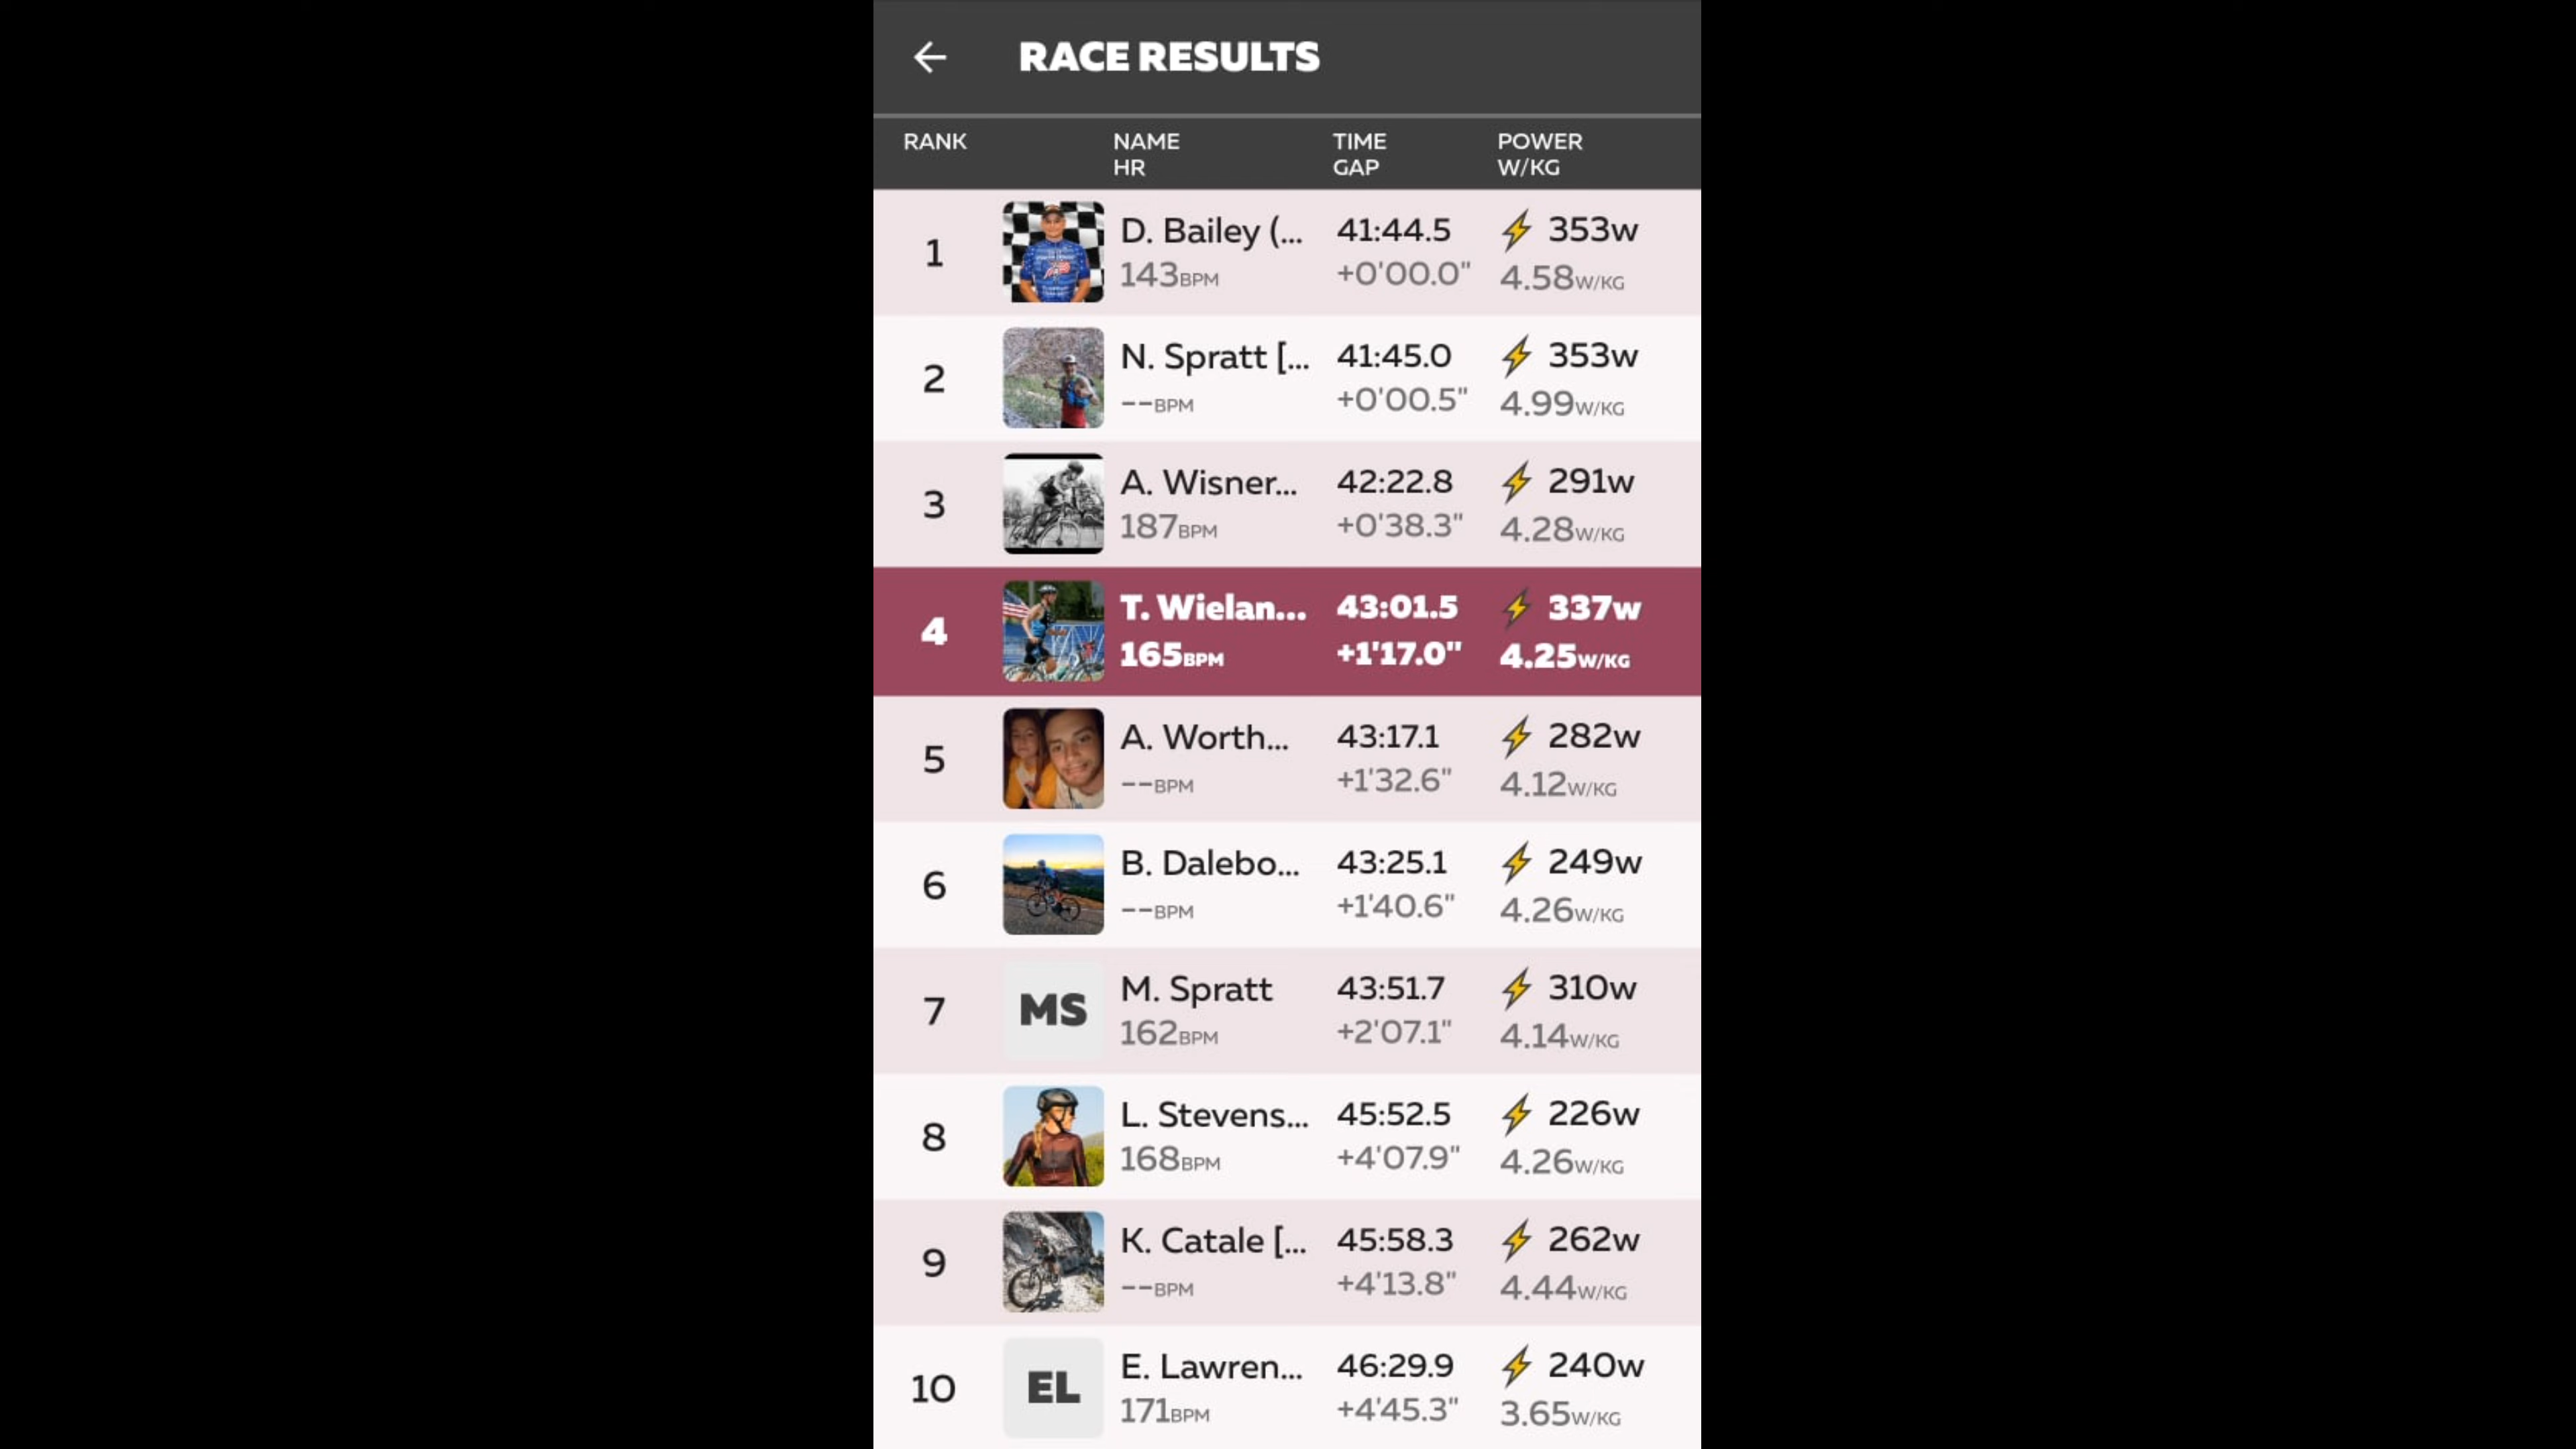 RACE RESULTS
RANK
NAME
HR
TIME
GAP
POWER
W/KG
1
D. Bailey (...
143BPM
41:44.5
+0'00.0"
353w
4.58W/KG
2
N. Spratt [...
--BPM
41:45.0
+0'00.5"
353w
4.99W/KG
3
A. Wisner...
187BPM
42:22.8
+0'38.3"
291w
4.28W/KG
4
T. Wielan...
165BPM
43:01.5
+1'17.0"
337w
4.25W/KG
5
A. Worth...
--BPM
43:17.1
+1'32.6"
282w
4.12W/KG
6
B. Dalebo...
--BPM
43:25.1
+1'40.6"
249w
4.26W/KG
7
MS
M. Spratt
162BPM
43:51.7
+2'07.1"
310w
4.14W/KG
8
L. Stevens...
168BPM
45:52.5
+4'07.9"
226w
4.26W/KG
9
K. Catale [...
--BPM
45:58.3
+4'13.8"
262w
4.44W/KG
10
EL
E. Lawren...
171BPM
46:29.9
+4'45.3"
240w
3.65W/KG